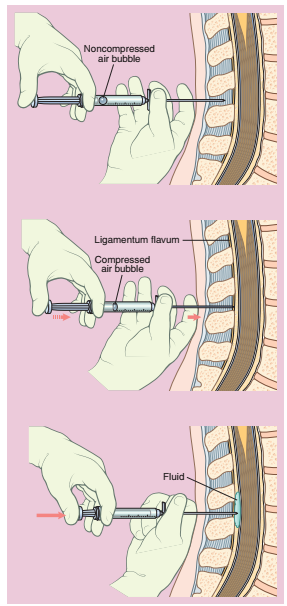 Noncompressed
air bubble
Ligamentum flavum
Compressed
air bubble
Fluid